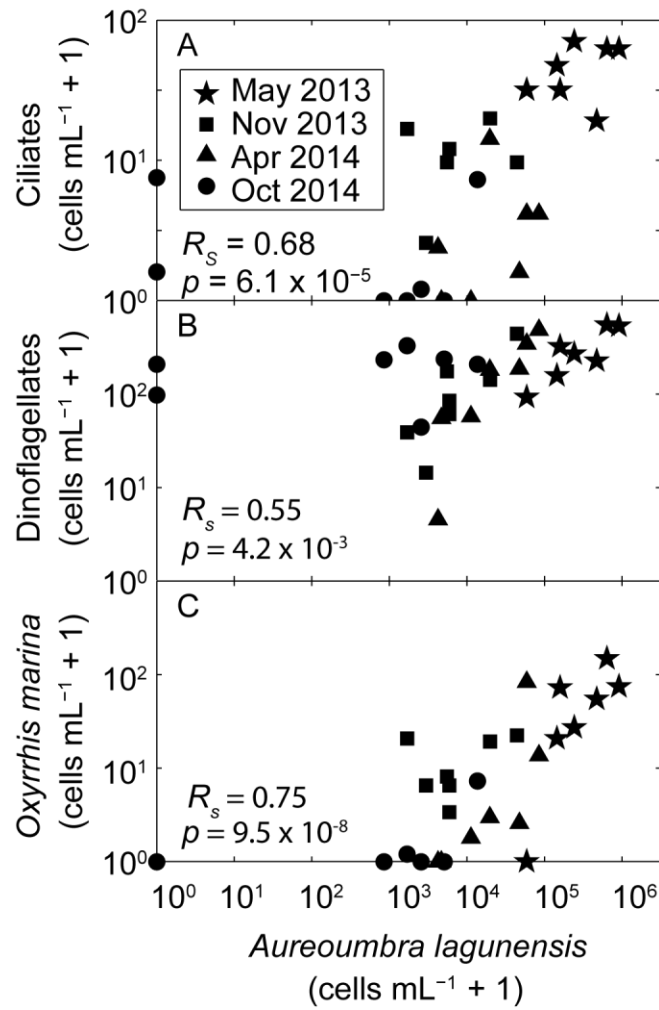 A
10²
10¹
10⁰
Ciliates
(cells mL⁻¹ + 1)
May 2013
Nov 2013
Apr 2014
Oct 2014
R_S = 0.68
p = 6.1 x 10⁻⁵
B
10²
10¹
10⁰
Dinoflagellates
(cells mL⁻¹ + 1)
R_s = 0.55
p = 4.2 x 10⁻³
C
10²
10¹
10⁰
Oxyrrhis marina
(cells mL⁻¹ + 1)
R_s = 0.75
p = 9.5 x 10⁻⁸
10⁰ 10¹ 10² 10³ 10⁴ 10⁵ 10⁶
Aureoumbra lagunensis
(cells mL⁻¹ + 1)